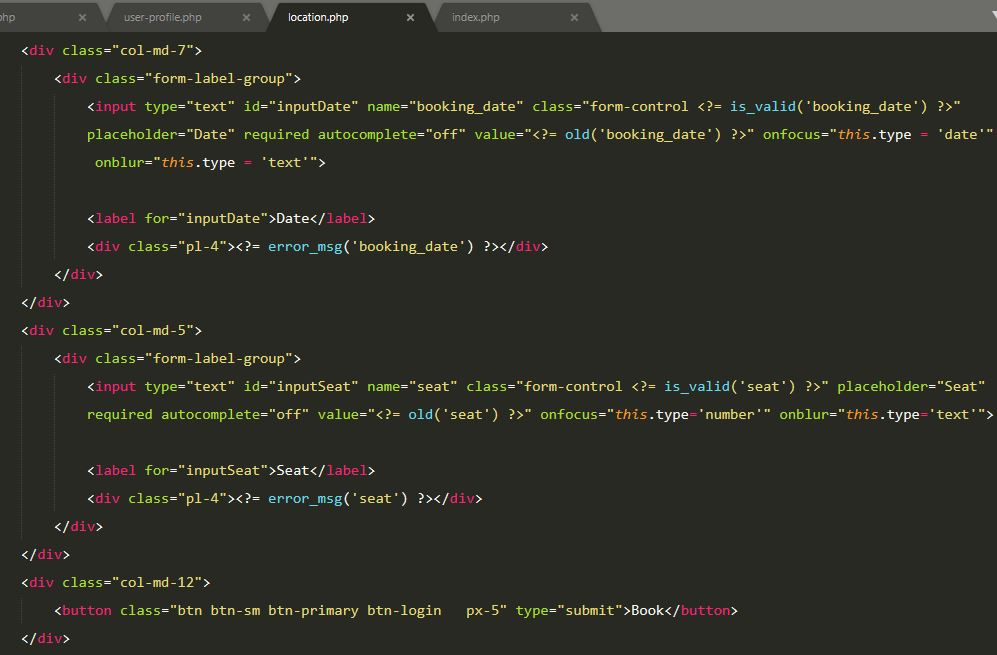 php × user-profile.php × location.php × index.php ×
<div class="col-md-7">
<div class="form-label-group">
<input type="text" id="inputDate" name="booking_date" class="form-control <?= is_valid('booking_date') ?>"
placeholder="Date" required autocomplete="off" value="<?= old('booking_date') ?>" onfocus="this.type = 'date'"
onblur="this.type = 'text'">
<label for="inputDate">Date</label>
<div class="pl-4"><?= error_msg('booking_date') ?></div>
</div>
</div>
<div class="col-md-5">
<div class="form-label-group">
<input type="text" id="inputSeat" name="seat" class="form-control <?= is_valid('seat') ?>" placeholder="Seat"
required autocomplete="off" value="<?= old('seat') ?>" onfocus="this.type='number'" onblur="this.type='text'">
<label for="inputSeat">Seat</label>
<div class="pl-4"><?= error_msg('seat') ?></div>
</div>
</div>
<div class="col-md-12">
<button class="btn btn-sm btn-primary btn-login   px-5" type="submit">Book</button>
</div>